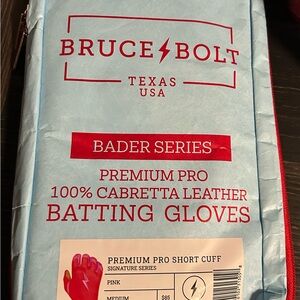 BRUCE BOLT
TEXAS
USA
BADER SERIES
PREMIUM PRO
100% CABRETTA LEATHER
BATTING GLOVES
PREMIUM PRO SHORT CUFF
SIGNATURE SERIES
PINK
MEDIUM $85